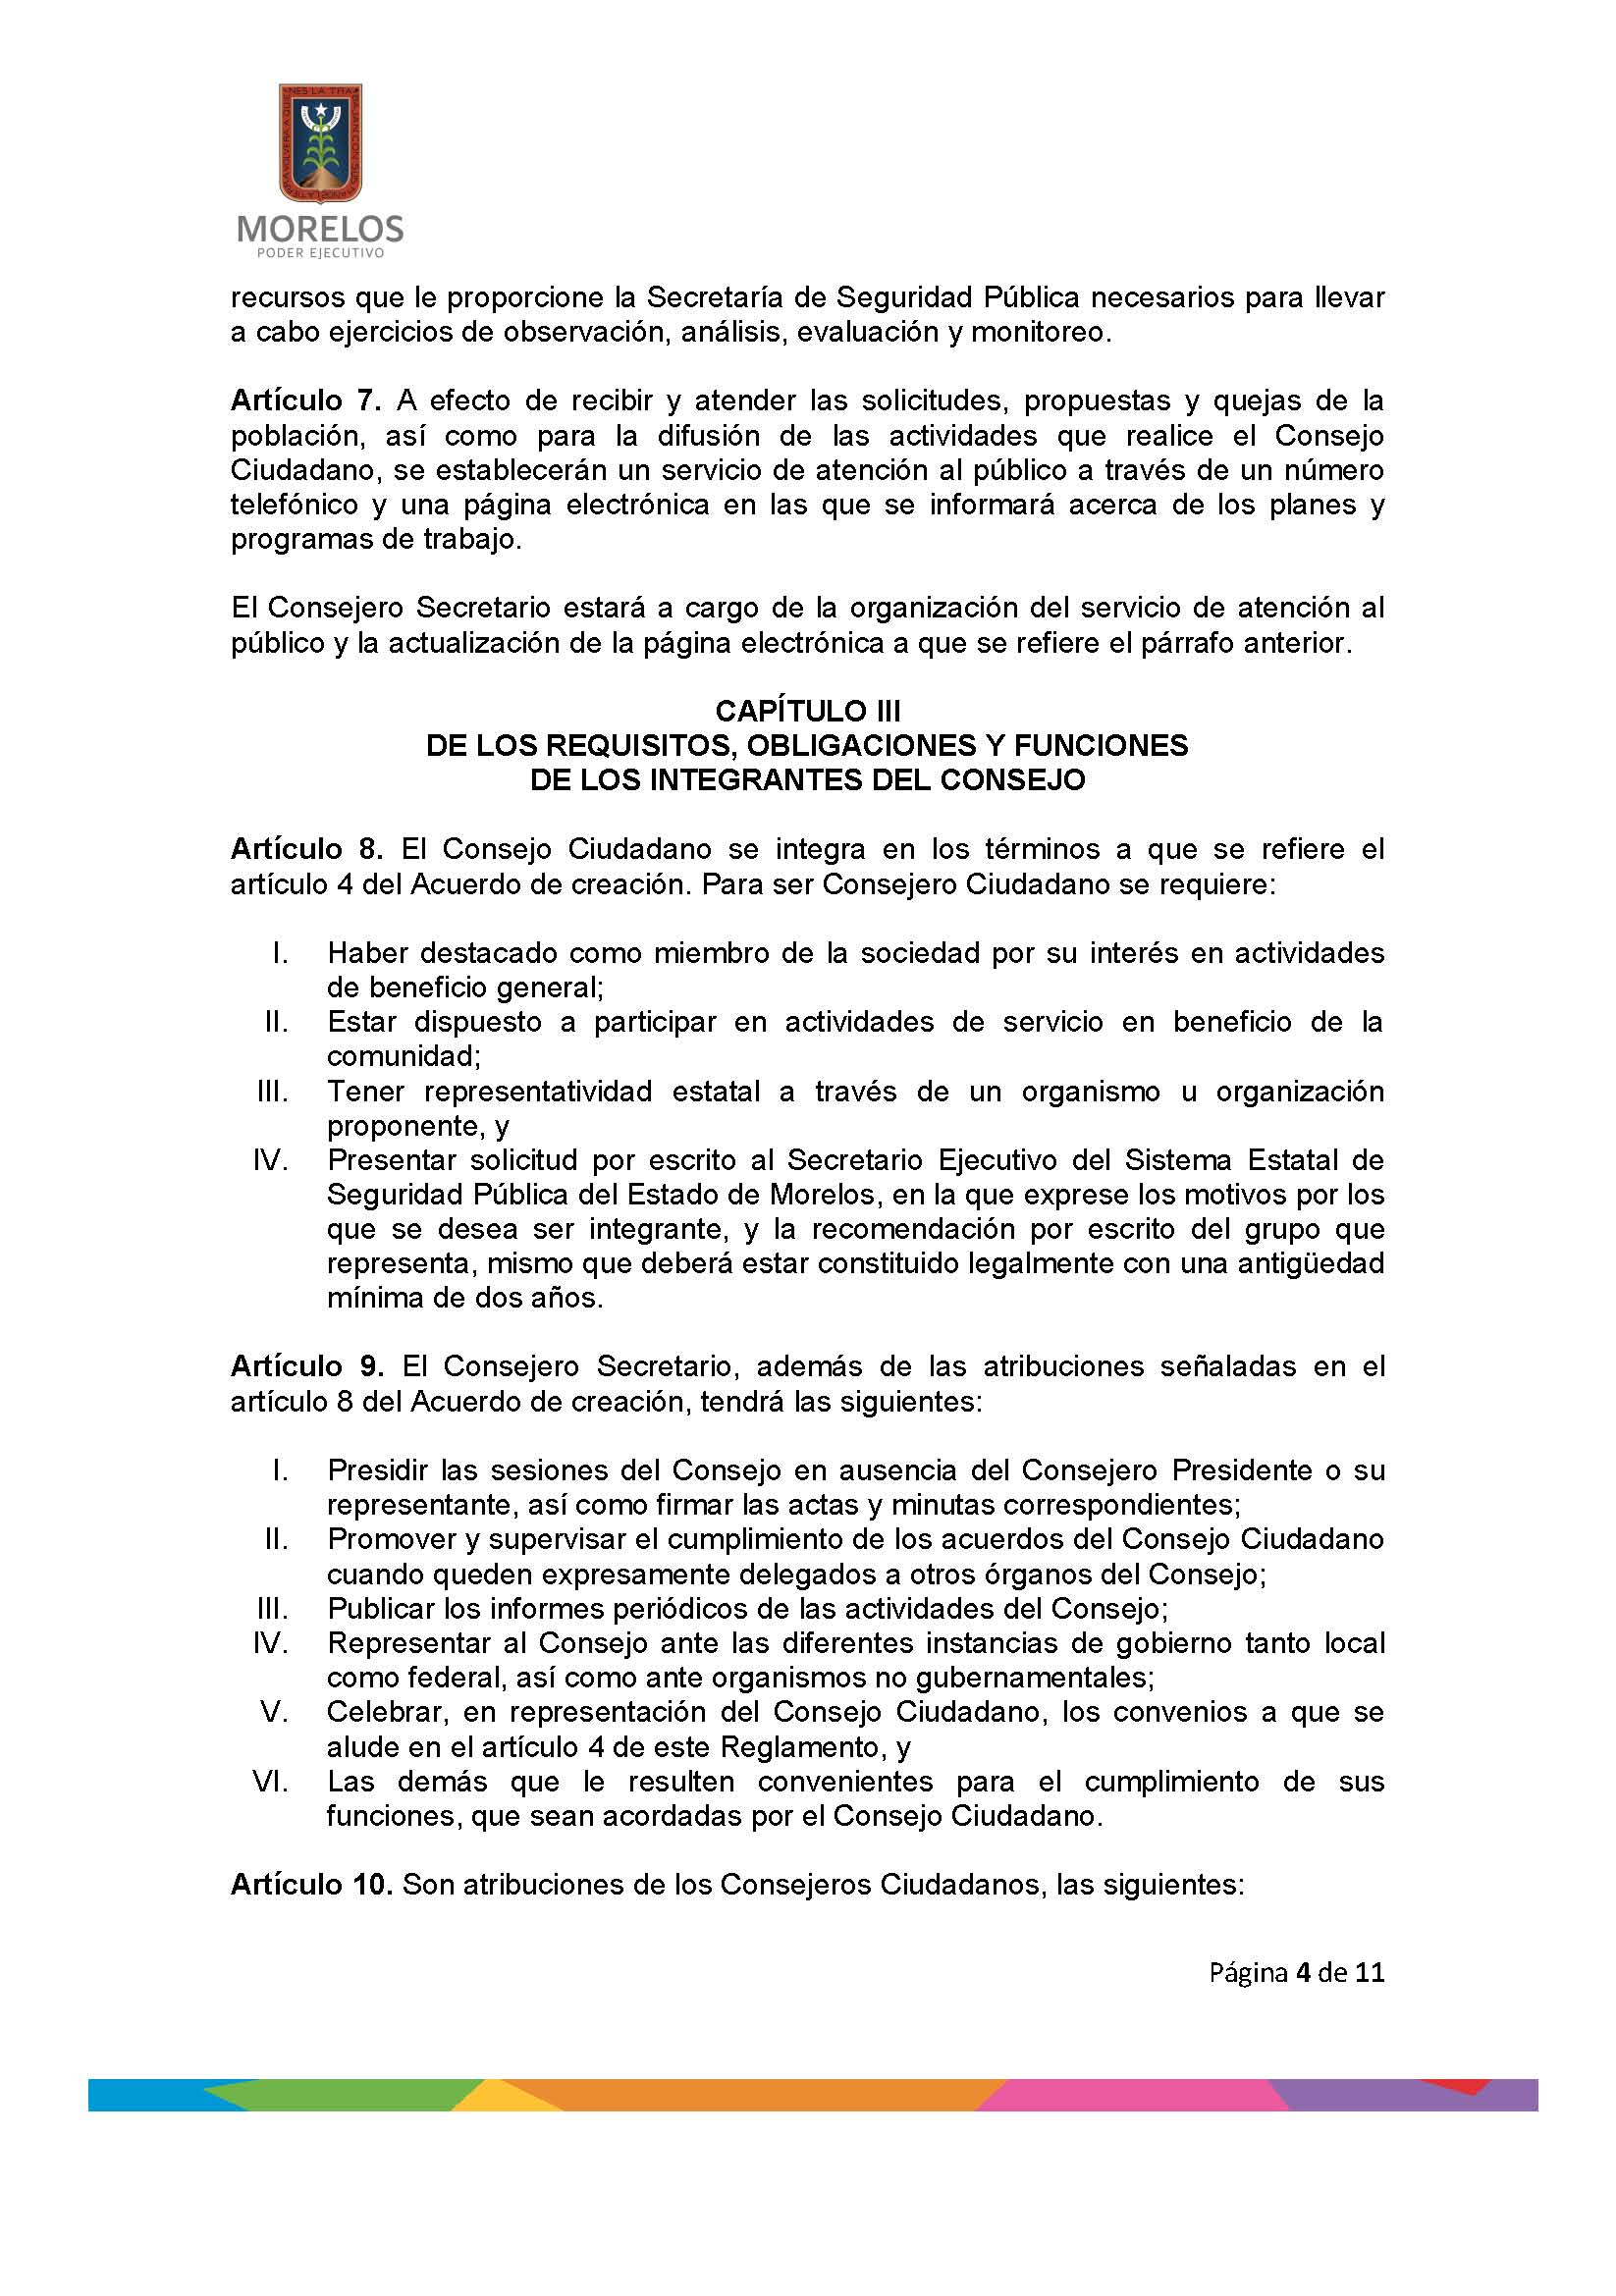 MORELOS
PODER EJECUTIVO
recursos que le proporcione la Secretaría de Seguridad Pública necesarios para llevar
a cabo ejercicios de observación, análisis, evaluación y monitoreo.
Artículo 7. A efecto de recibir y atender las solicitudes, propuestas y quejas de la
población, así como para la difusión de las actividades que realice el Consejo
Ciudadano, se establecerán un servicio de atención al público a través de un número
telefónico y una página electrónica en las que se informará acerca de los planes y
programas de trabajo.
El Consejero Secretario estará a cargo de la organización del servicio de atención al
público y la actualización de la página electrónica a que se refiere el párrafo anterior.
CAPÍTULO III
DE LOS REQUISITOS, OBLIGACIONES Y FUNCIONES
DE LOS INTEGRANTES DEL CONSEJO
Artículo 8. El Consejo Ciudadano se integra en los términos a que se refiere el
artículo 4 del Acuerdo de creación. Para ser Consejero Ciudadano se requiere:
I. Haber destacado como miembro de la sociedad por su interés en actividades
de beneficio general;
II. Estar dispuesto a participar en actividades de servicio en beneficio de la
comunidad;
III. Tener representatividad estatal a través de un organismo u organización
proponente, y
IV. Presentar solicitud por escrito al Secretario Ejecutivo del Sistema Estatal de
Seguridad Pública del Estado de Morelos, en la que exprese los motivos por los
que se desea ser integrante, y la recomendación por escrito del grupo que
representa, mismo que deberá estar constituido legalmente con una antigüedad
mínima de dos años.
Artículo 9. El Consejero Secretario, además de las atribuciones señaladas en el
artículo 8 del Acuerdo de creación, tendrá las siguientes:
I. Presidir las sesiones del Consejo en ausencia del Consejero Presidente o su
representante, así como firmar las actas y minutas correspondientes;
II. Promover y supervisar el cumplimiento de los acuerdos del Consejo Ciudadano
cuando queden expresamente delegados a otros órganos del Consejo;
III. Publicar los informes periódicos de las actividades del Consejo;
IV. Representar al Consejo ante las diferentes instancias de gobierno tanto local
como federal, así como ante organismos no gubernamentales;
V. Celebrar, en representación del Consejo Ciudadano, los convenios a que se
alude en el artículo 4 de este Reglamento, y
VI. Las demás que le resulten convenientes para el cumplimiento de sus
funciones, que sean acordadas por el Consejo Ciudadano.
Artículo 10. Son atribuciones de los Consejeros Ciudadanos, las siguientes:
Página 4 de 11